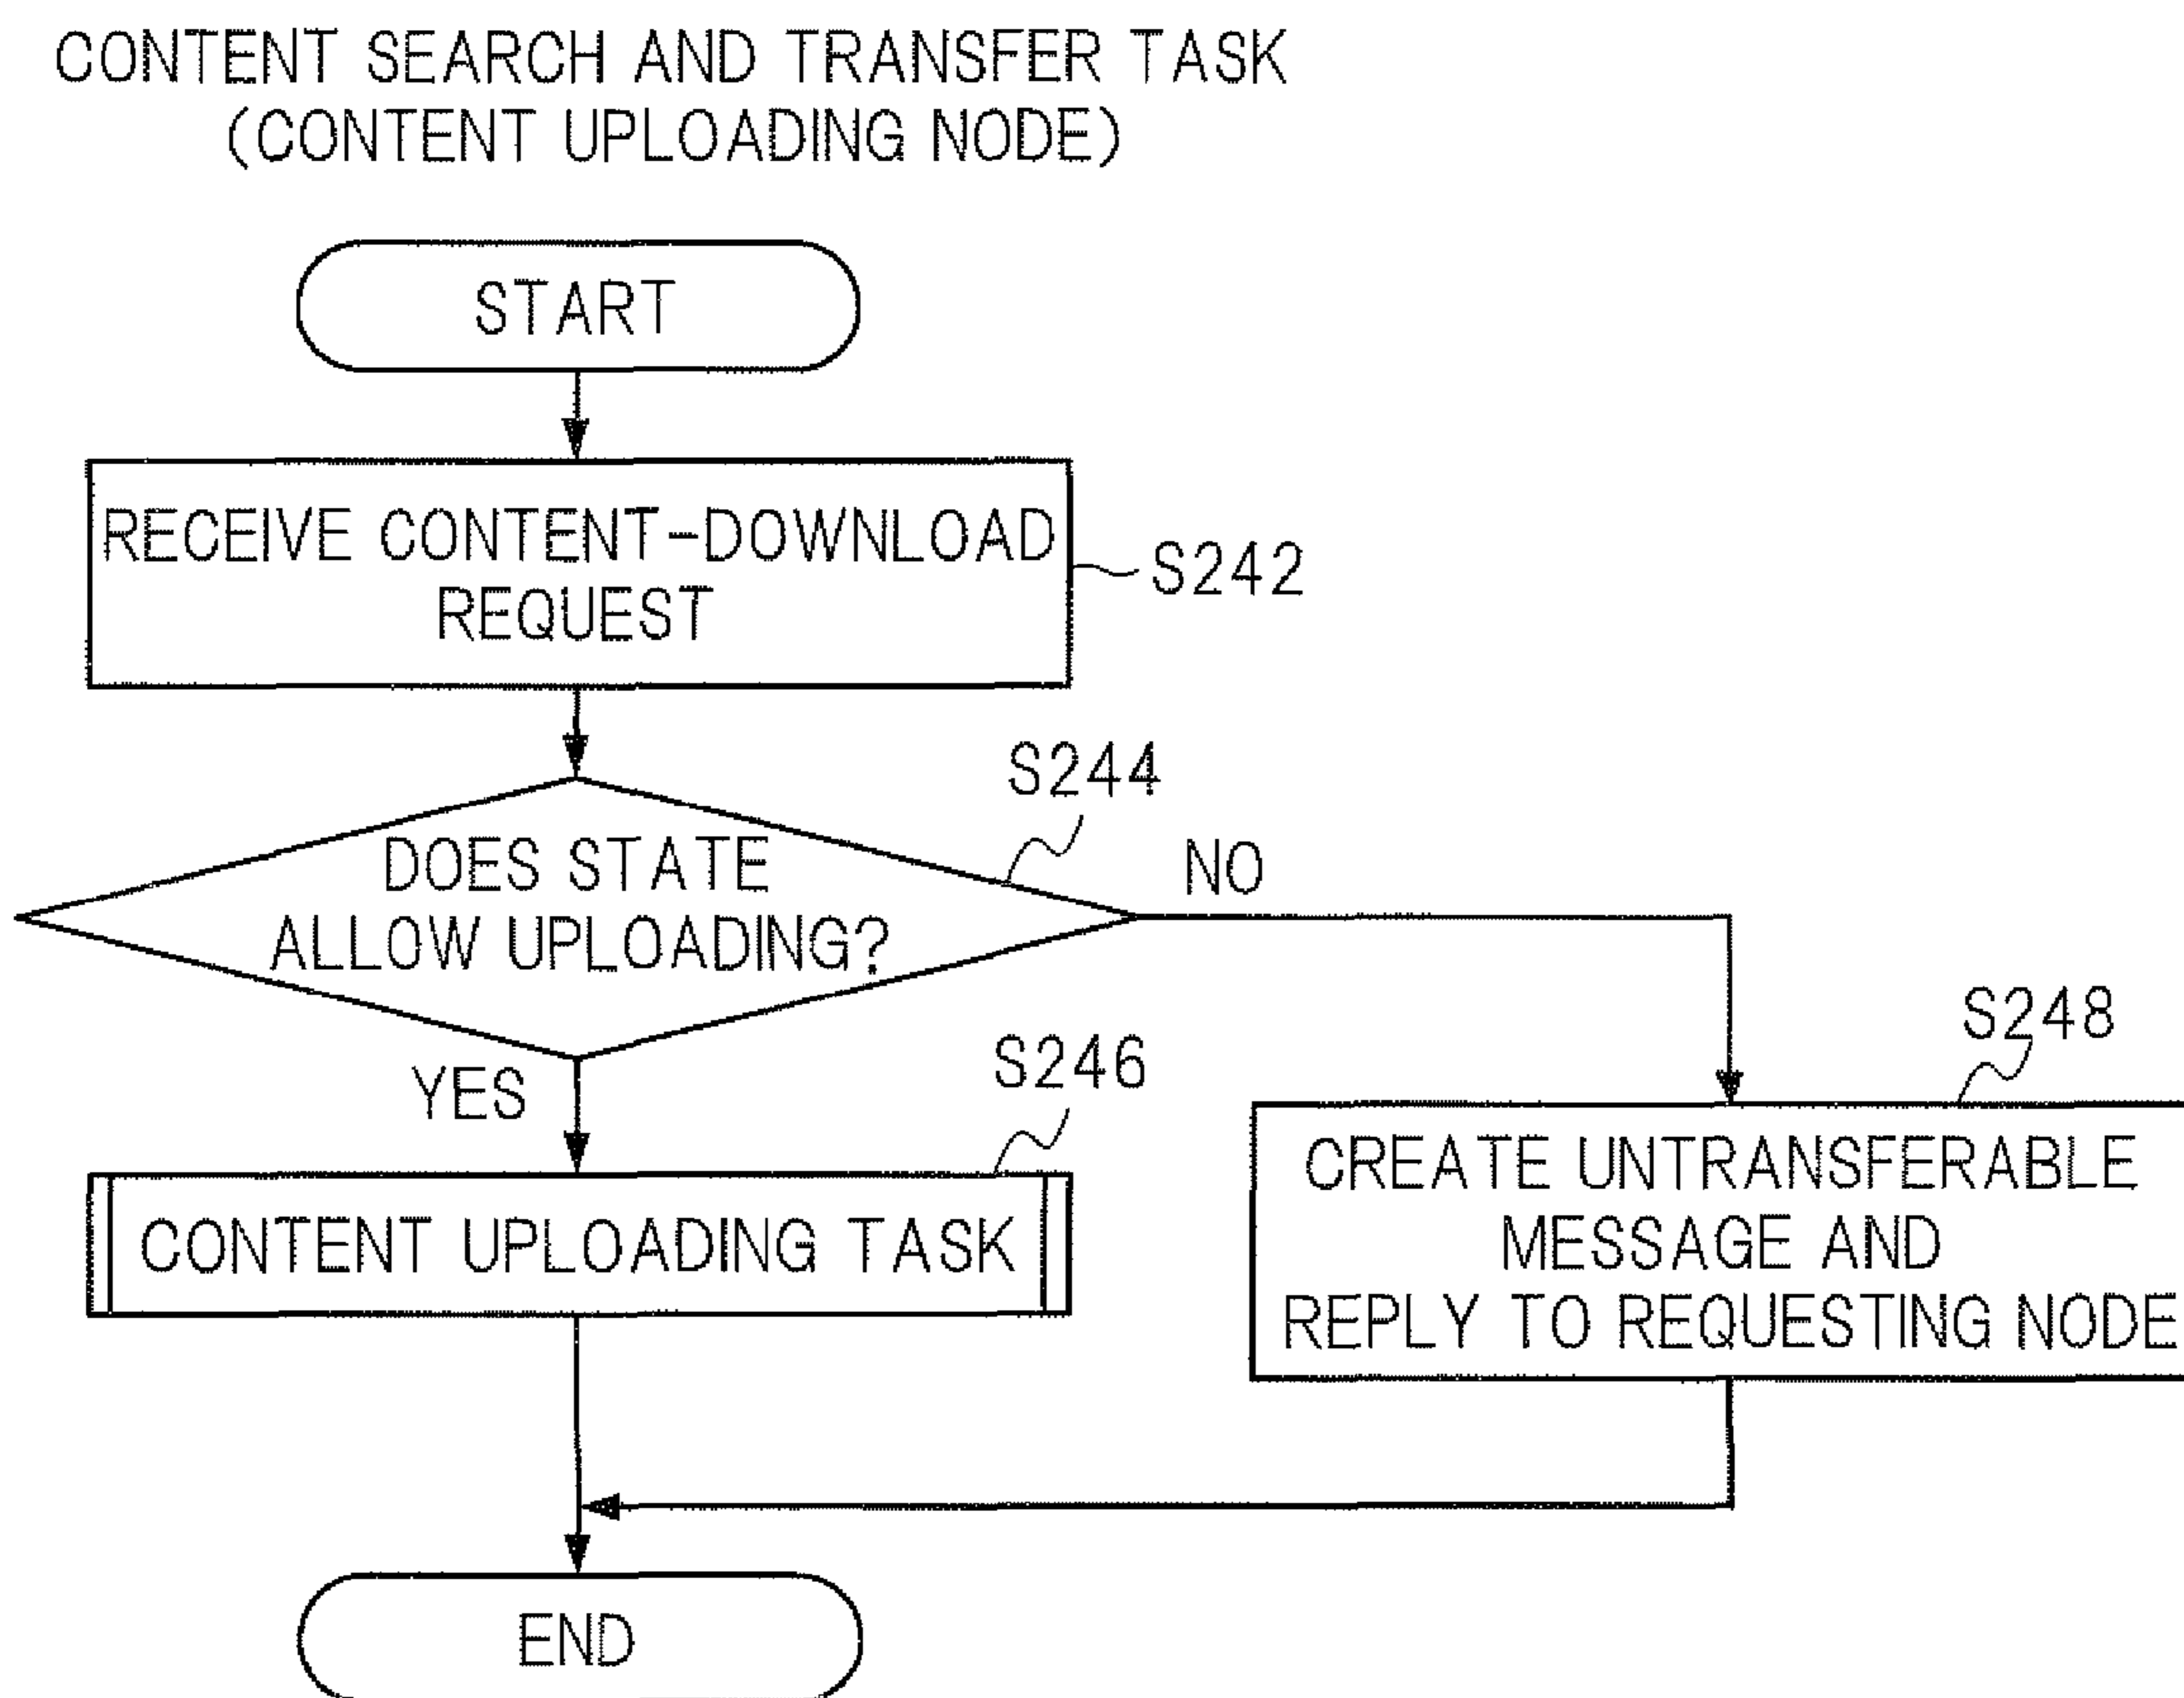 CONTENT SEARCH AND TRANSFER TASK
(CONTENT UPLOADING NODE)
START
RECEIVE CONTENT-DOWNLOAD
REQUEST
S242
S244
DOES STATE
ALLOW UPLOADING?
NO
YES
S246
S248
CONTENT UPLOADING TASK
CREATE UNTRANSFERABLE
MESSAGE AND
REPLY TO REQUESTING NODE
END